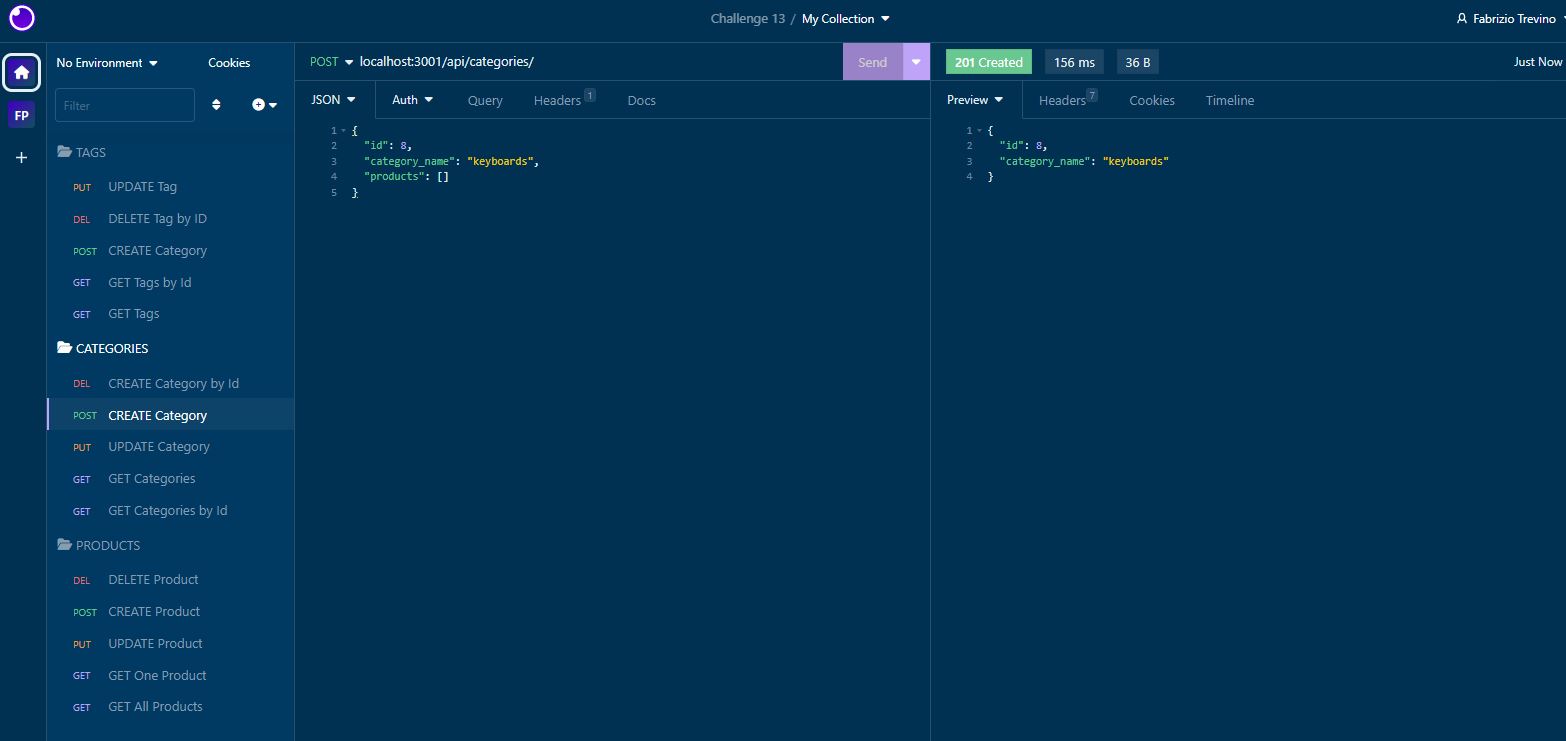 Challenge 13 / My Collection
Fabrizio Trevino
No Environment
Cookies
Filter
FP
TAGS
PUT UPDATE Tag
DEL DELETE Tag by ID
POST CREATE Category
GET GET Tags by Id
GET GET Tags
CATEGORIES
DEL CREATE Category by Id
POST CREATE Category
PUT UPDATE Category
GET GET Categories
GET GET Categories by Id
PRODUCTS
DEL DELETE Product
POST CREATE Product
PUT UPDATE Product
GET GET One Product
GET GET All Products
POST localhost:3001/api/categories/ Send
JSON Auth Query Headers 1 Docs
1 {
2 "id": 8,
3 "category_name": "keyboards",
4 "products": []
5 }
201 Created 156 ms 36 B Just Now
Preview Headers 7 Cookies Timeline
1 {
2 "id": 8,
3 "category_name": "keyboards"
4 }